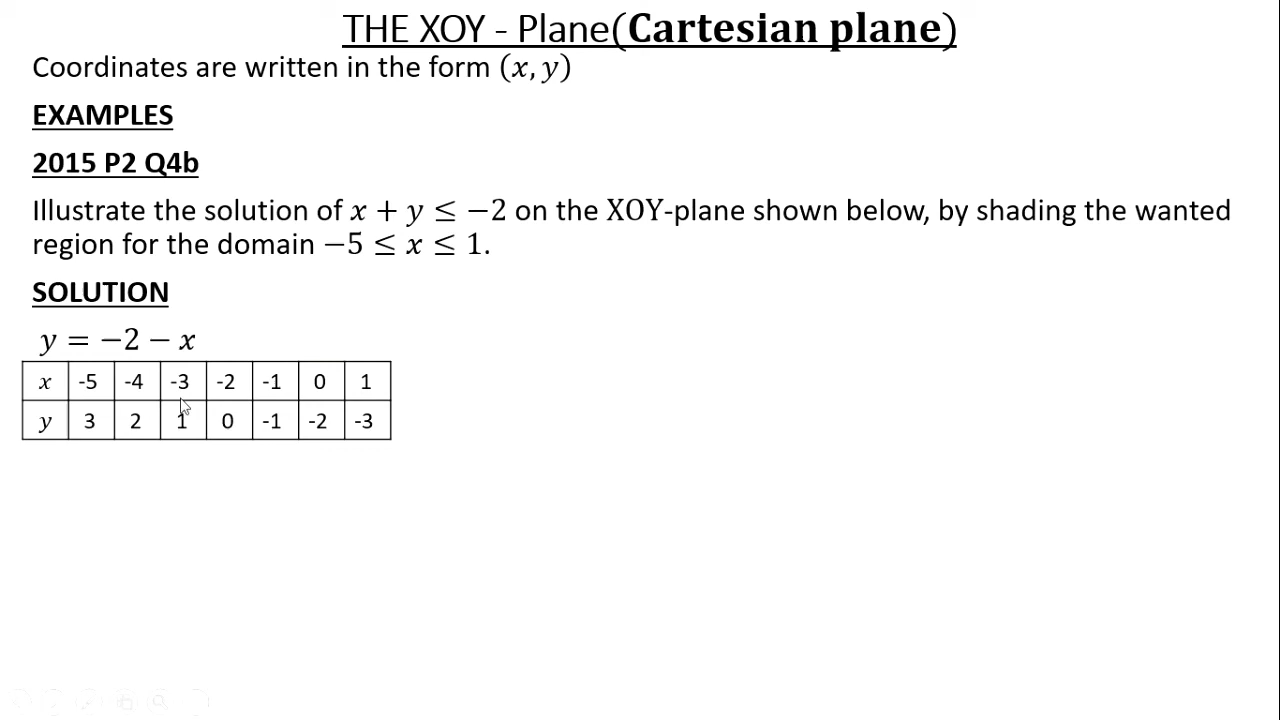 THE XOY - Plane(Cartesian plane)
Coordinates are written in the form (x, y)
EXAMPLES
2015 P2 Q4b
Illustrate the solution of x + y ≤ −2 on the XOY-plane shown below, by shading the wanted
region for the domain −5 ≤ x ≤ 1.
SOLUTION
y = −2 − x
x -5 -4 -3 -2 -1 0 1
y 3 2 1 0 -1 -2 -3